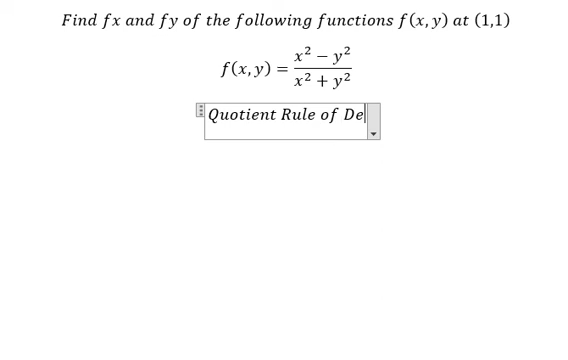 Find fx and fy of the following functions f(x,y) at (1,1)
f(x,y) = (x² − y²)/(x² + y²)
Quotient Rule of De